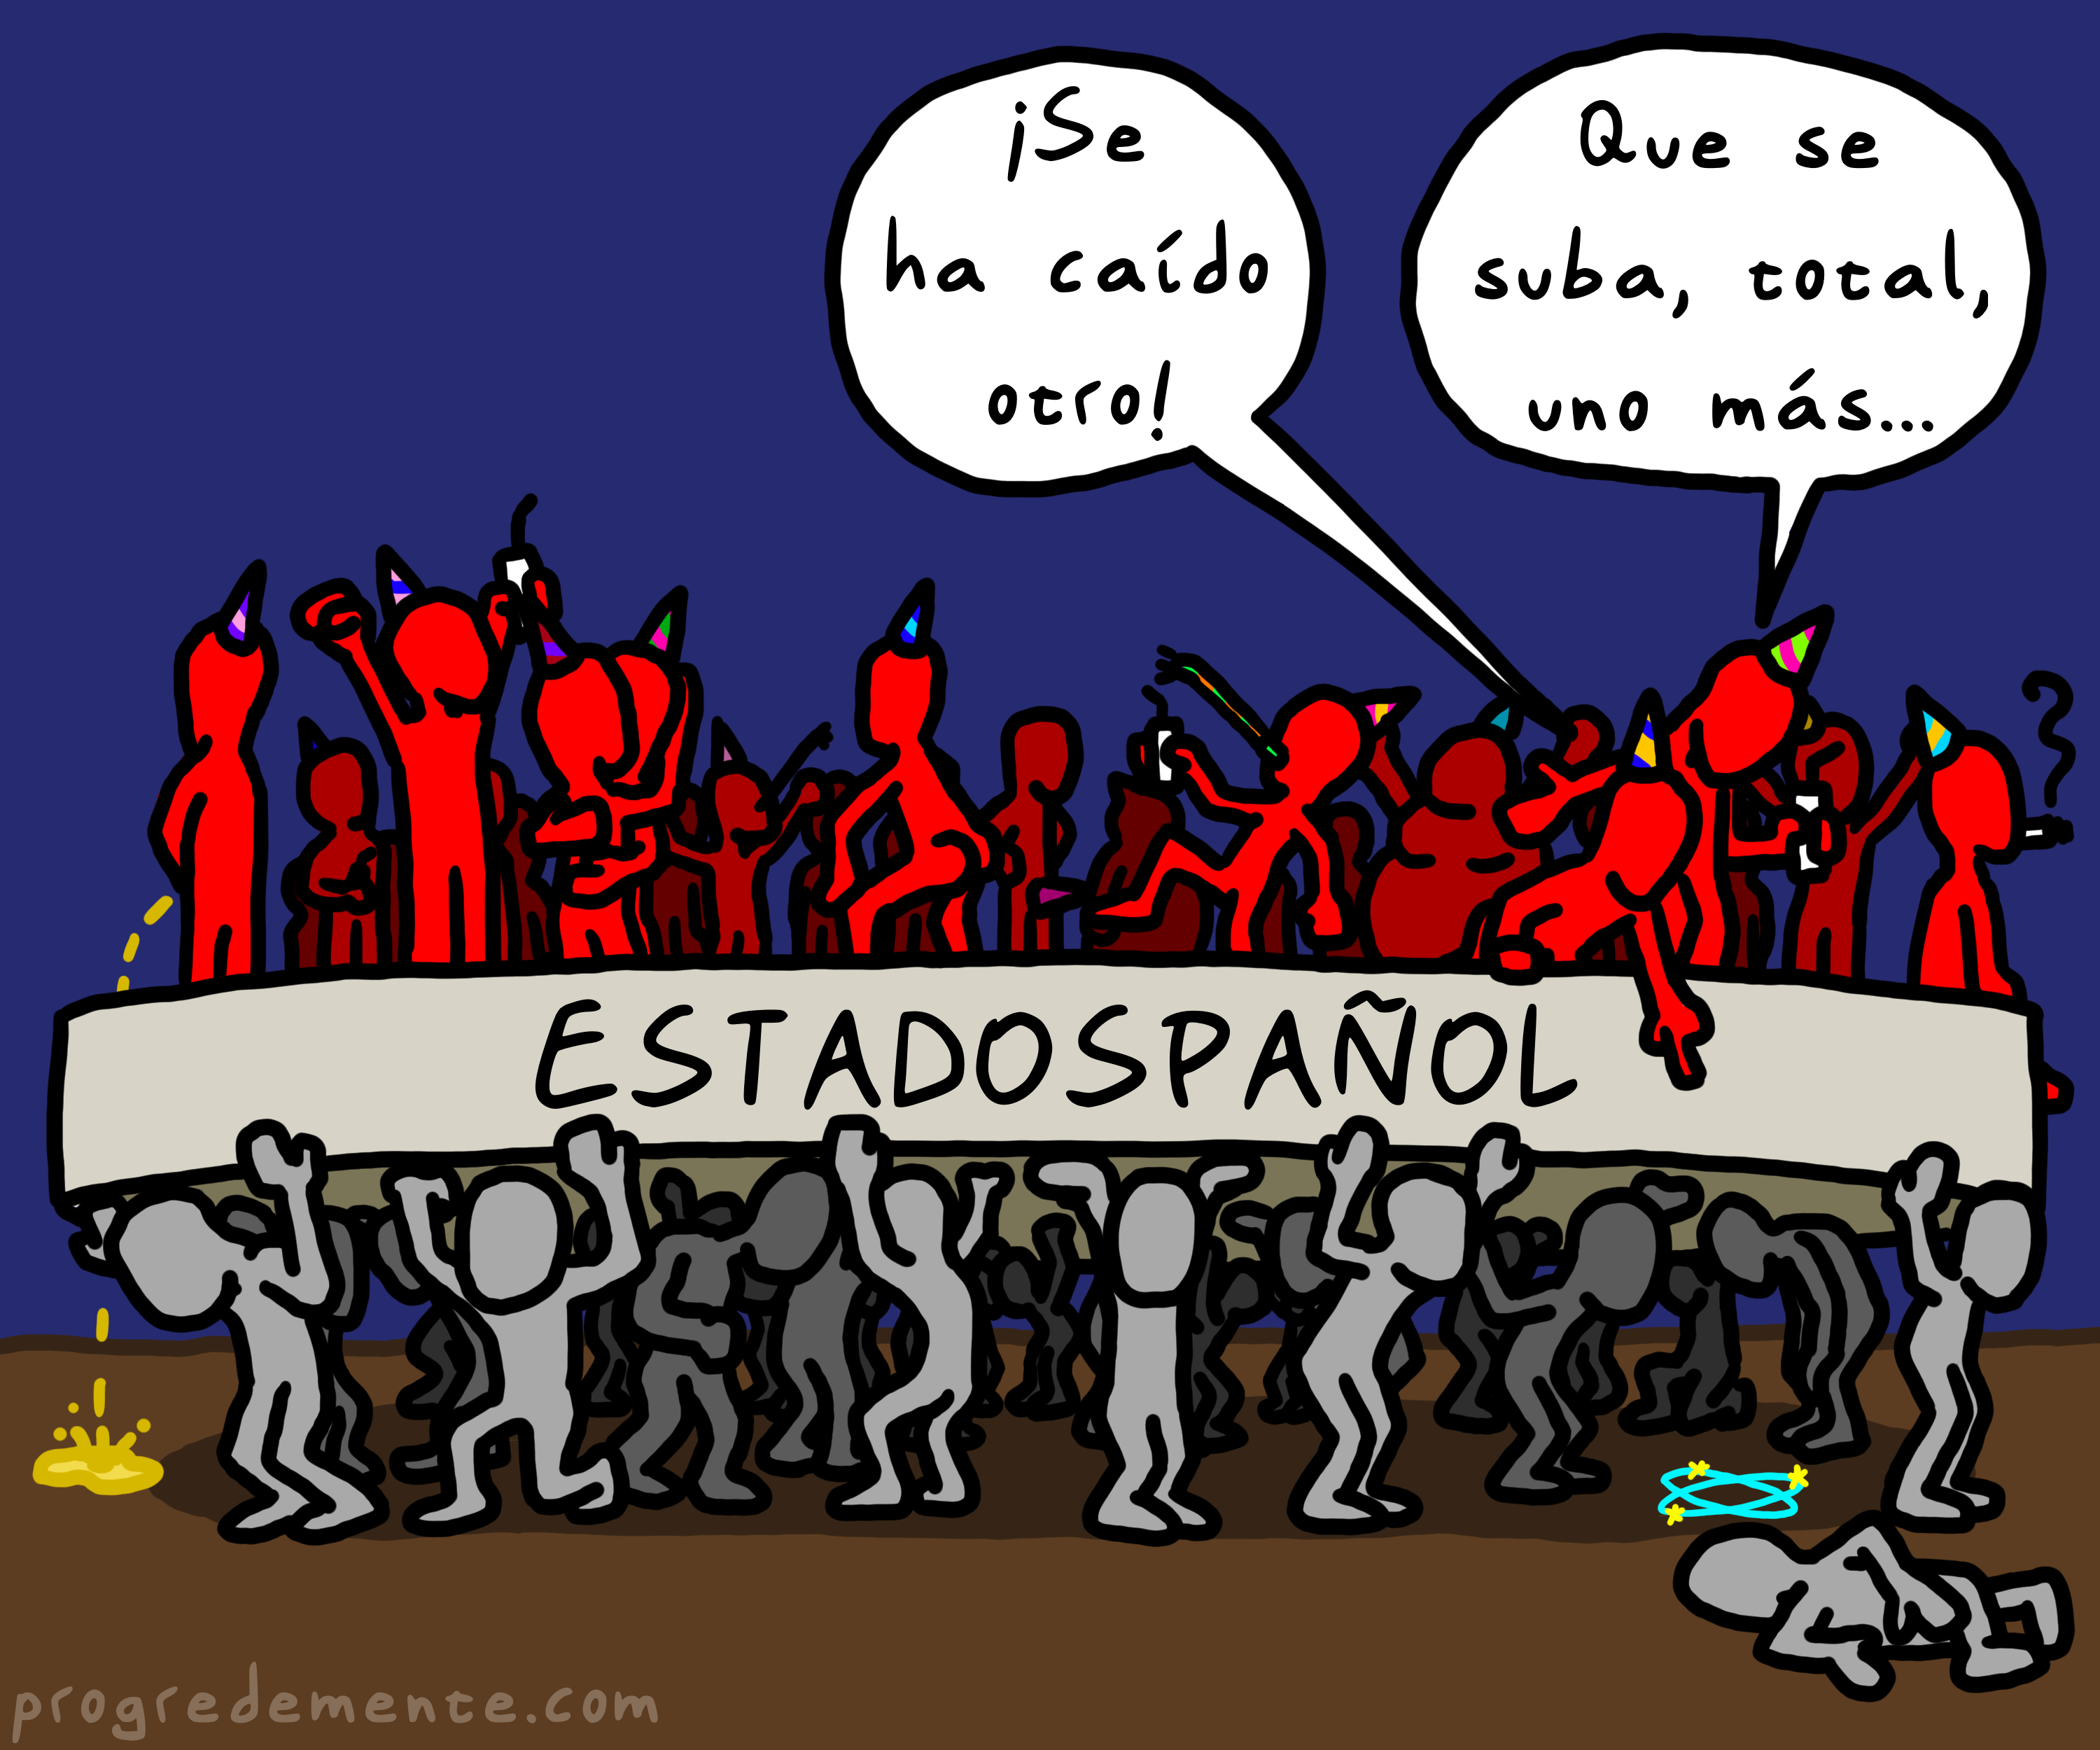 ¡Se
ha caído
otro!
Que se
suba, total,
uno más...
ESTADOSPAÑOL
progredemente.com